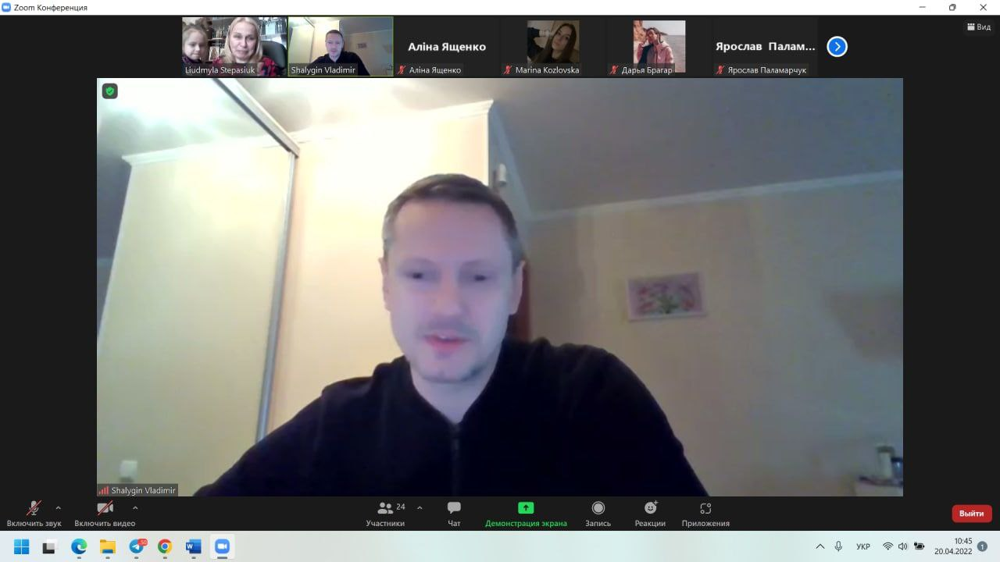 Zoom Конференция
Вид
Liudmyla Stepasiuk
Shalygin Vladimir
Аліна Ященко
Аліна Ященко
Marina Kozlovska
Дарья Брагар
Ярослав Палам...
Ярослав Паламарчук
Shalygin Vladimir
Включить звук
Включить видео
24
Участники
Чат
Демонстрация экрана
Запись
Реакции
Приложения
Выйти
50
W
УКР
10:45
20.04.2022
1